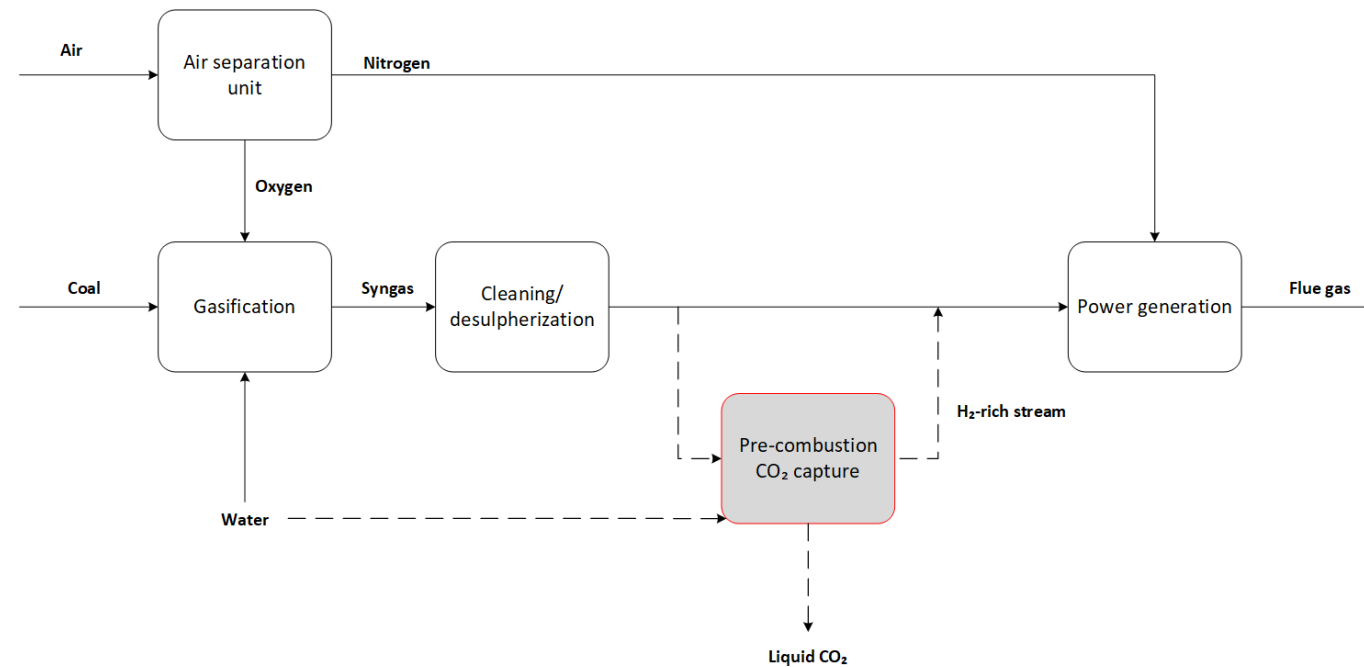 Air
Air separation
unit
Nitrogen
Oxygen
Coal
Gasification
Syngas
Cleaning/
desulpherization
Power generation
Flue gas
Pre-combustion
CO₂ capture
H₂-rich stream
Water
Liquid CO₂